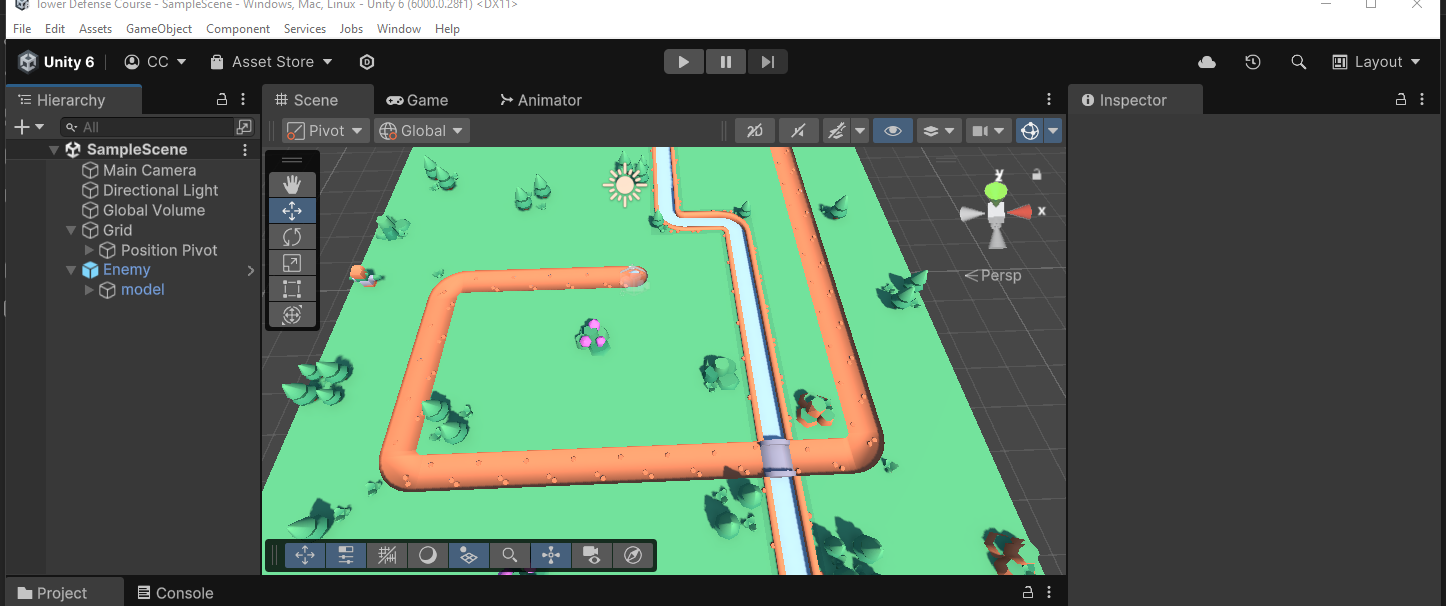 Tower Defense Course - SampleScene - Windows, Mac, Linux - Unity 6 (6000.0.28f1) <DX11>
File Edit Assets GameObject Component Services Jobs Window Help
Unity 6 CC Asset Store Layout
Hierarchy Scene Game Animator Inspector
All Pivot Global 2D
SampleScene
Main Camera
Directional Light
Global Volume
Grid
Position Pivot
Enemy
model
y
x
Persp
Project Console